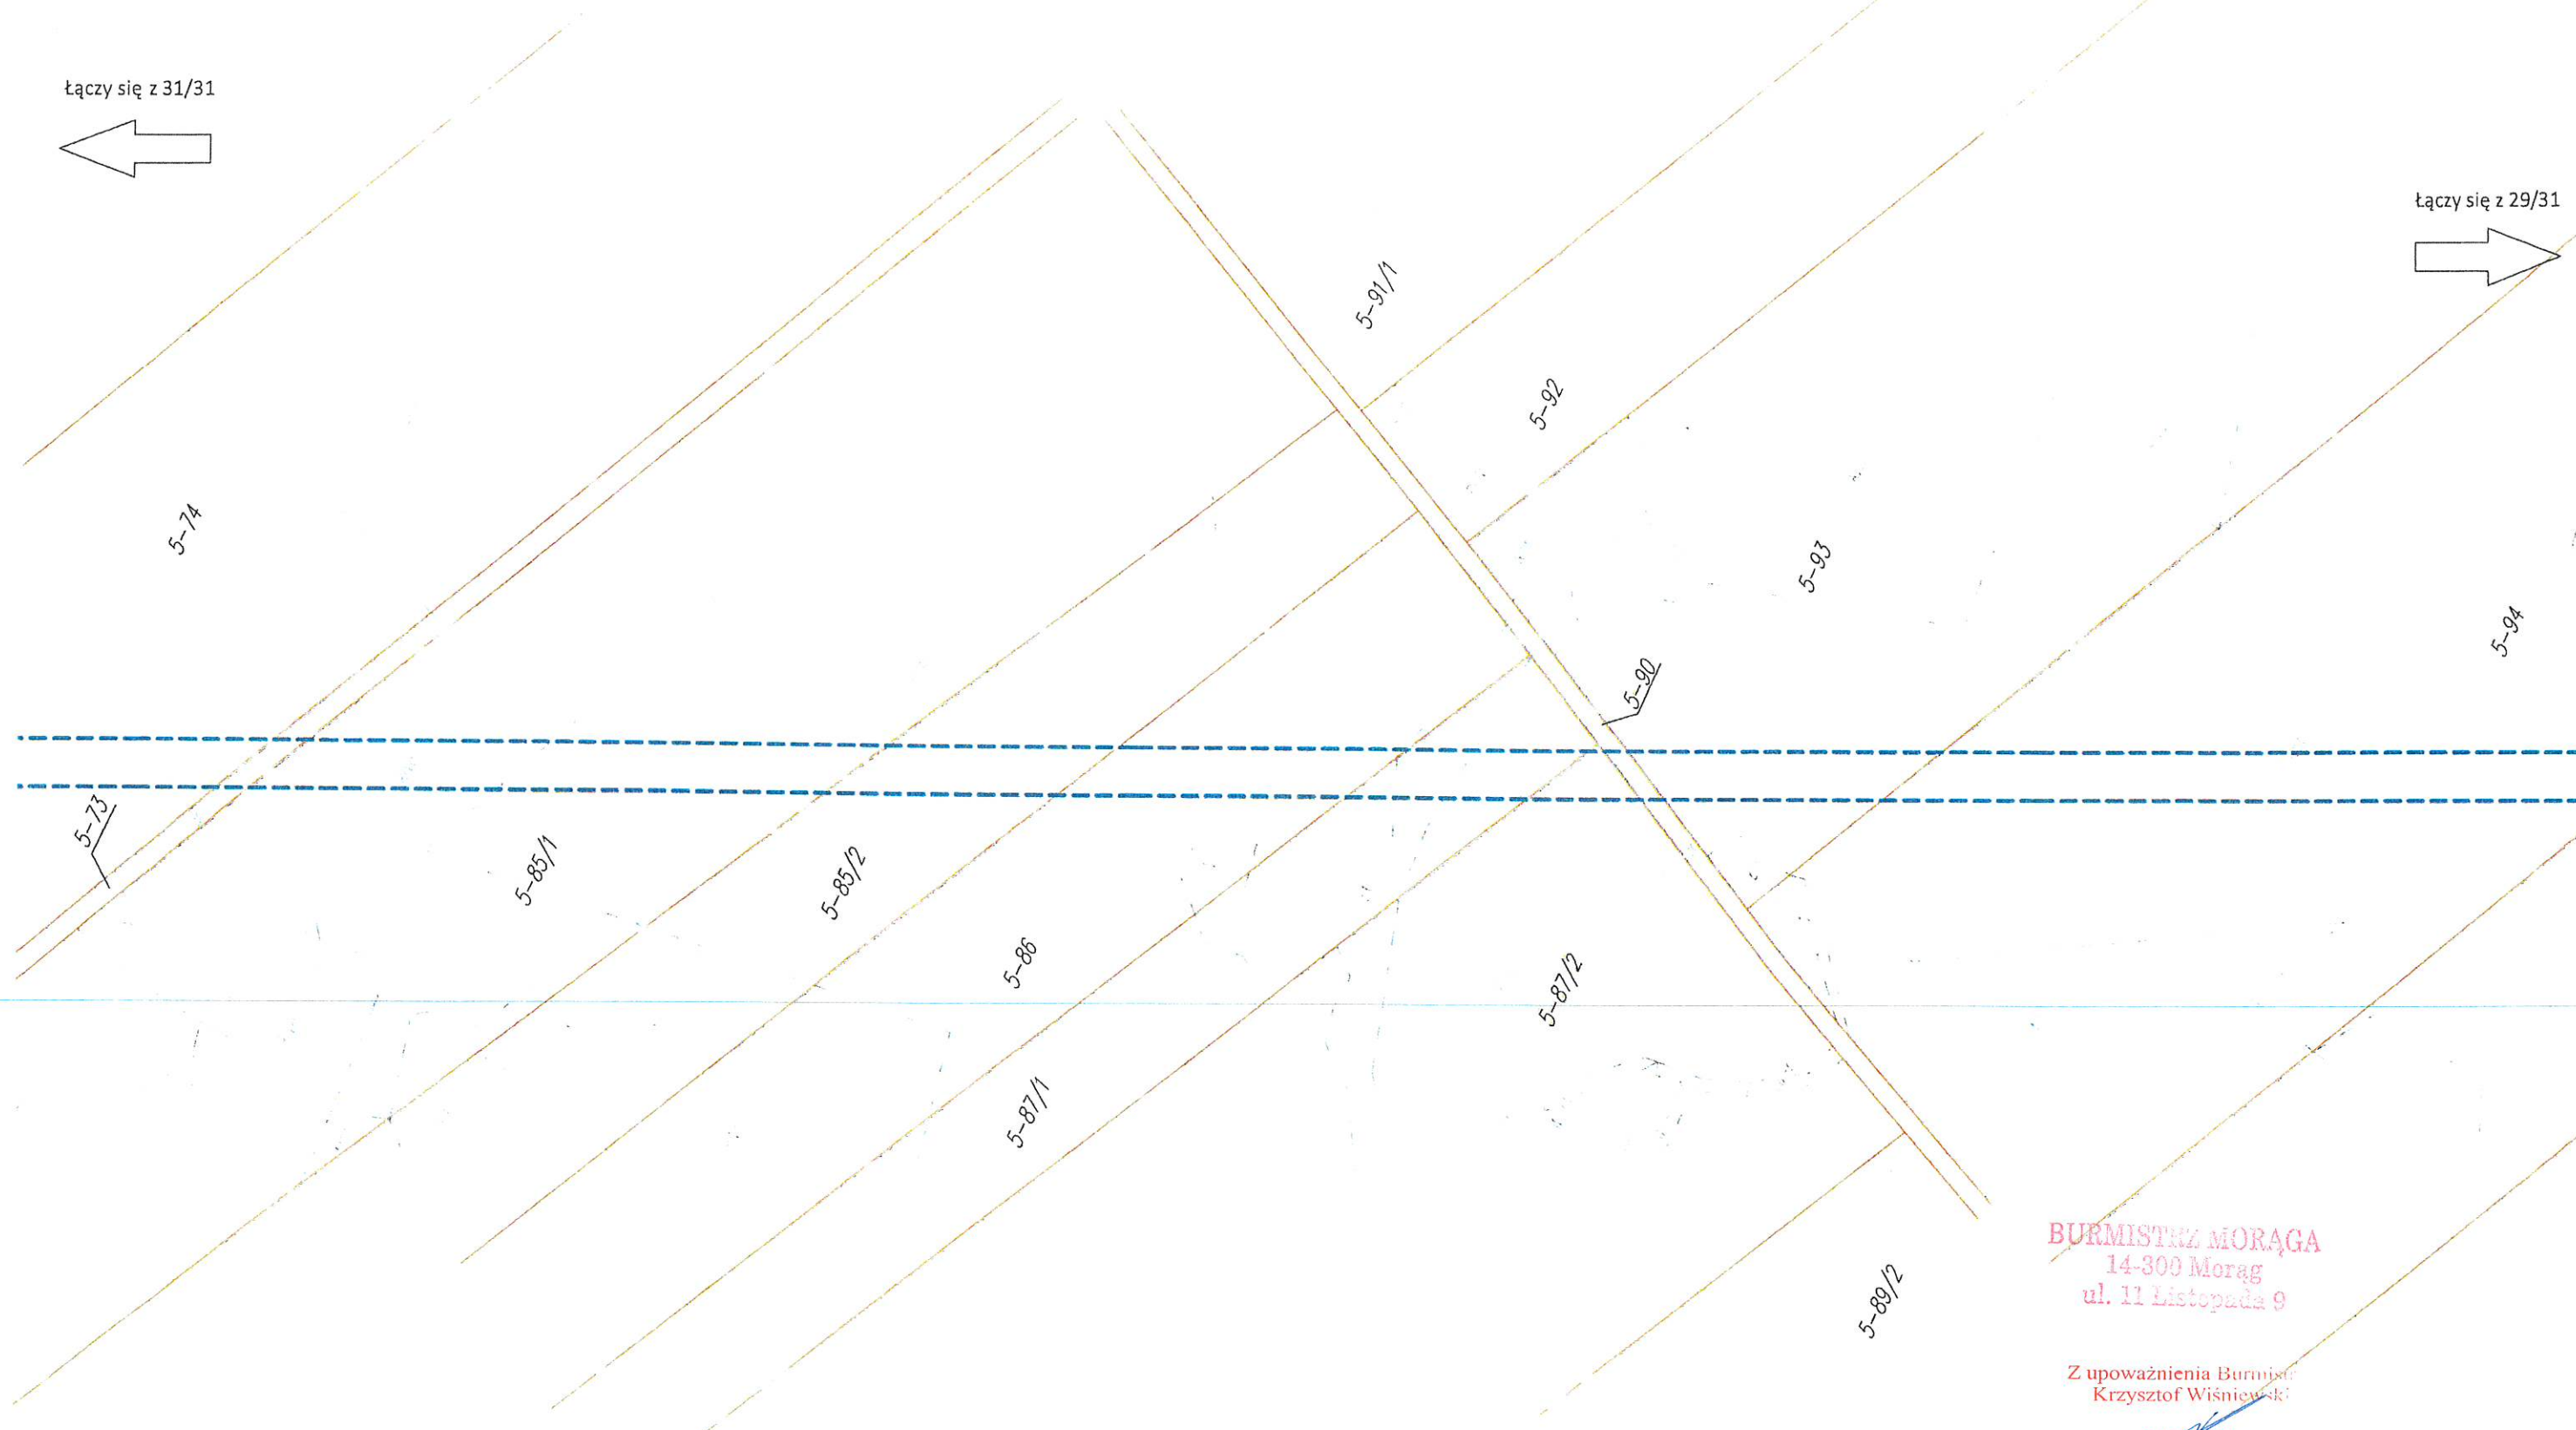 Łączy się z 31/31
Łączy się z 29/31
5-91/1
5-92
5-74
5-93
5-94
5-90
5-73
5-85/1
5-85/2
5-86
5-87/2
5-87/1
5-89/2
BURMISTRZ MORĄGA
14-300 Morąg
ul. 11 Listopada 9
Z upoważnienia
Krzysztof Wiśniewski